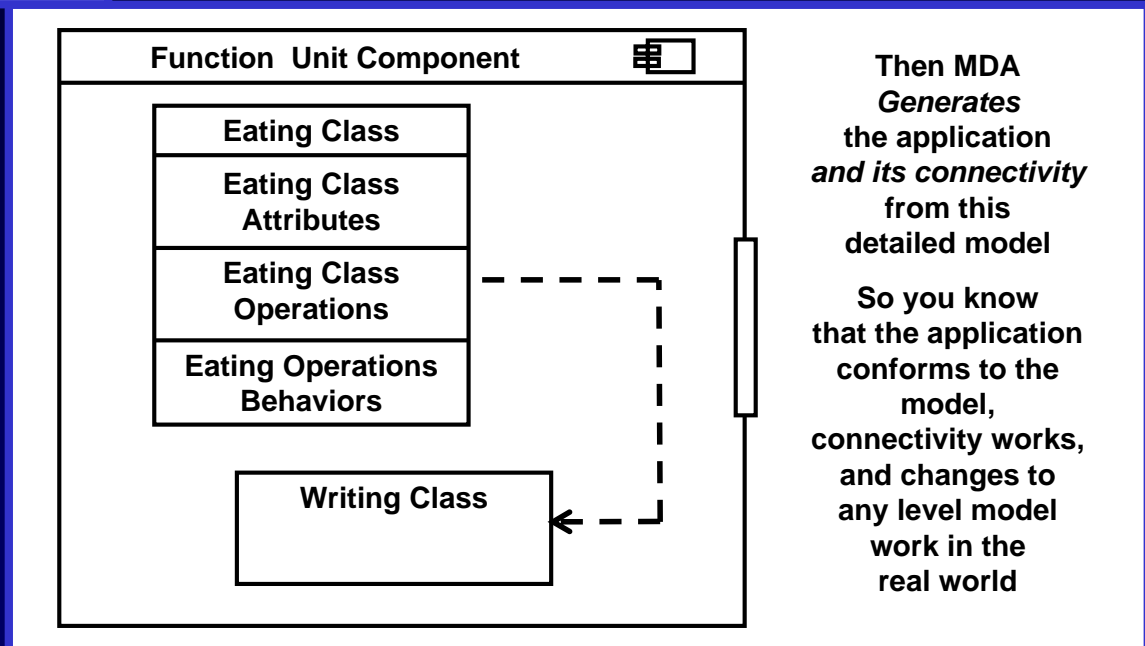 Function Unit Component
Eating Class
Eating Class
Attributes
Eating Class
Operations
Eating Operations
Behaviors
Writing Class
Then MDA
Generates
the application
and its connectivity
from this
detailed model
So you know
that the application
conforms to the
model,
connectivity works,
and changes to
any level model
work in the
real world